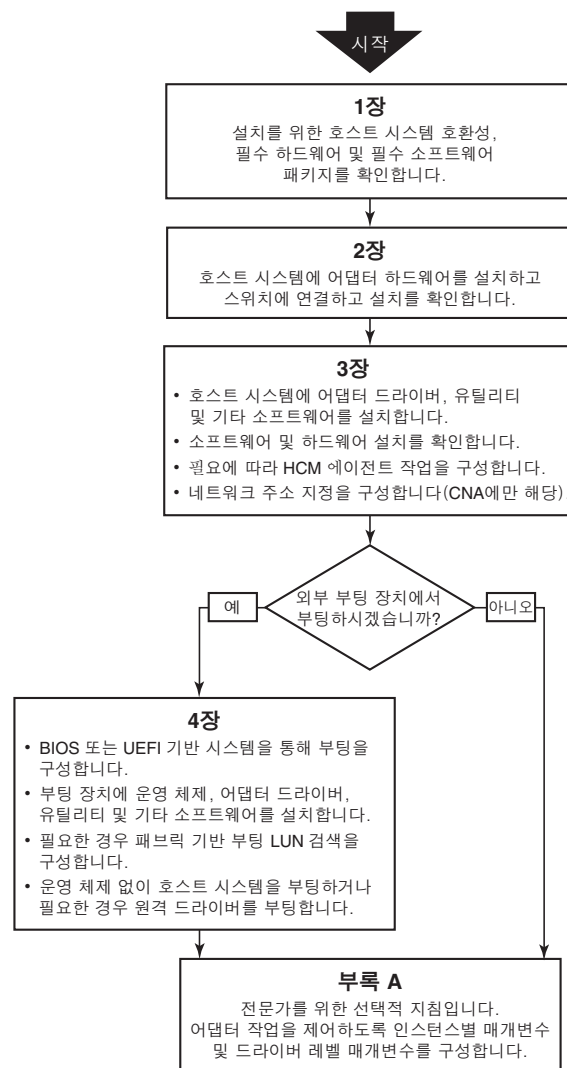 시작
1장
설치를 위한 호스트 시스템 호환성,
필수 하드웨어 및 필수 소프트웨어
패키지를 확인합니다.
2장
호스트 시스템에 어댑터 하드웨어를 설치하고
스위치에 연결하고 설치를 확인합니다.
3장
• 호스트 시스템에 어댑터 드라이버, 유틸리티
및 기타 소프트웨어를 설치합니다.
• 소프트웨어 및 하드웨어 설치를 확인합니다.
• 필요에 따라 HCM 에이전트 작업을 구성합니다.
• 네트워크 주소 지정을 구성합니다(CNA에만 해당)
외부 부팅 장치에서
부팅하시겠습니까?
예
아니오
4장
• BIOS 또는 UEFI 기반 시스템을 통해 부팅을
구성합니다.
• 부팅 장치에 운영 체제, 어댑터 드라이버,
유틸리티 및 기타 소프트웨어를 설치합니다.
• 필요한 경우 패브릭 기반 부팅 LUN 검색을
구성합니다.
• 운영 체제 없이 호스트 시스템을 부팅하거나
필요한 경우 원격 드라이버를 부팅합니다.
부록 A
전문가를 위한 선택적 지침입니다.
어댑터 작업을 제어하도록 인스턴스별 매개변수
및 드라이버 레벨 매개변수를 구성합니다.